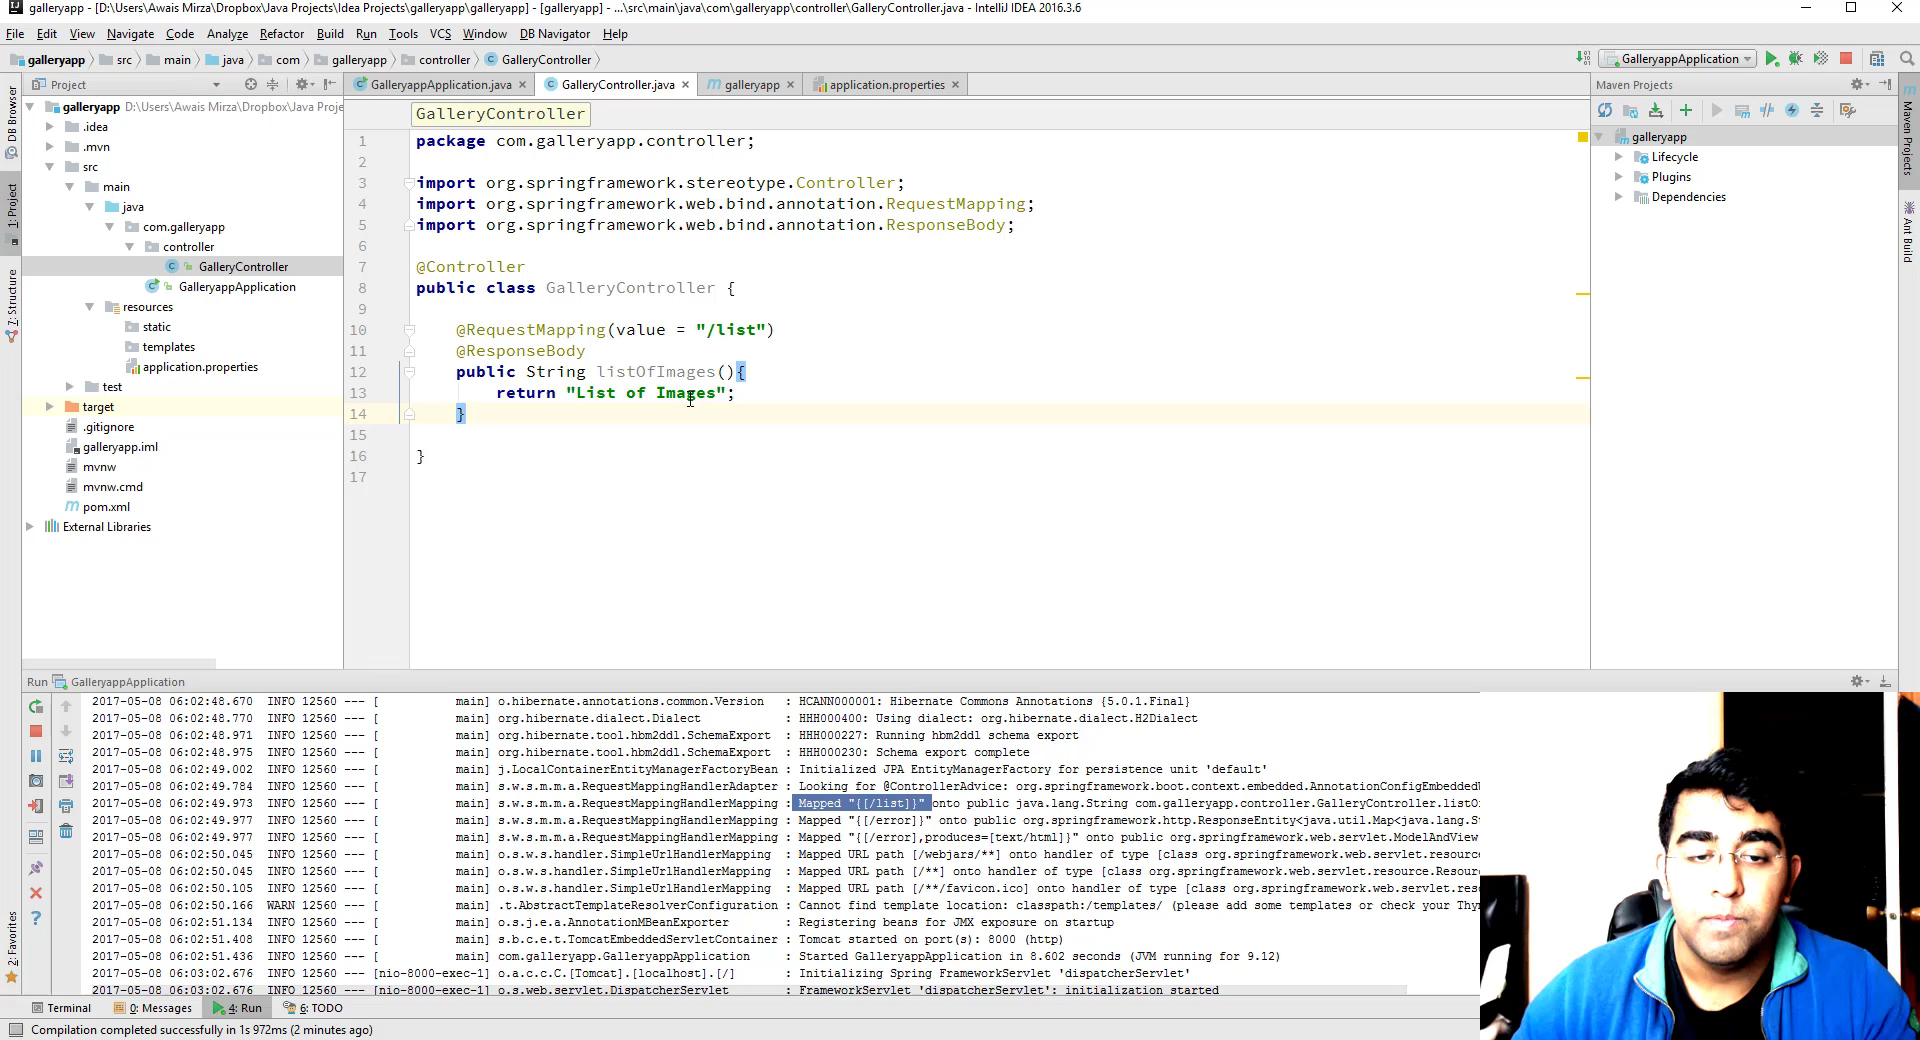 galleryapp - [D:\Users\Awais Mirza\Dropbox\Java Projects\Idea Projects\galleryapp\galleryapp] - [galleryapp] - ...\src\main\java\com\galleryapp\controller\GalleryController.java - IntelliJ IDEA 2016.3.6
File Edit View Navigate Code Analyze Refactor Build Run Tools VCS Window DB Navigator Help
galleryapp src main java com galleryapp controller GalleryController GalleryappApplication
Project GalleryappApplication.java GalleryController.java galleryapp application.properties Maven Projects
DB Browser
1: Project
7: Structure
2: Favorites
galleryapp D:\Users\Awais Mirza\Dropbox\Java Proje
.idea
.mvn
src
main
java
com.galleryapp
controller
GalleryController
GalleryappApplication
resources
static
templates
application.properties
test
target
.gitignore
galleryapp.iml
mvnw
mvnw.cmd
pom.xml
External Libraries
GalleryController
1 package com.galleryapp.controller;
2
3 import org.springframework.stereotype.Controller;
4 import org.springframework.web.bind.annotation.RequestMapping;
5 import org.springframework.web.bind.annotation.ResponseBody;
6
7 @Controller
8 public class GalleryController {
9
10 @RequestMapping(value = "/list")
11 @ResponseBody
12 public String listOfImages(){
13 return "List of Images";
14 }
15
16 }
17
galleryapp
Lifecycle
Plugins
Dependencies
Maven Projects
Ant Build
Run GalleryappApplication
2017-05-08 06:02:48.670 INFO 12560 --- [ main] o.hibernate.annotations.common.Version : HCANN000001: Hibernate Commons Annotations {5.0.1.Final}
2017-05-08 06:02:48.770 INFO 12560 --- [ main] org.hibernate.dialect.Dialect : HHH000400: Using dialect: org.hibernate.dialect.H2Dialect
2017-05-08 06:02:48.971 INFO 12560 --- [ main] org.hibernate.tool.hbm2ddl.SchemaExport : HHH000227: Running hbm2ddl schema export
2017-05-08 06:02:48.975 INFO 12560 --- [ main] org.hibernate.tool.hbm2ddl.SchemaExport : HHH000230: Schema export complete
2017-05-08 06:02:49.002 INFO 12560 --- [ main] j.LocalContainerEntityManagerFactoryBean : Initialized JPA EntityManagerFactory for persistence unit 'default'
2017-05-08 06:02:49.784 INFO 12560 --- [ main] s.w.s.m.m.a.RequestMappingHandlerAdapter : Looking for @ControllerAdvice: org.springframework.boot.context.embedded.AnnotationConfigEmbedded
2017-05-08 06:02:49.973 INFO 12560 --- [ main] s.w.s.m.m.a.RequestMappingHandlerMapping : Mapped "{[/list]}" onto public java.lang.String com.galleryapp.controller.GalleryController.listO
2017-05-08 06:02:49.977 INFO 12560 --- [ main] s.w.s.m.m.a.RequestMappingHandlerMapping : Mapped "{[/error]}" onto public org.springframework.http.ResponseEntity<java.util.Map<java.lang.St
2017-05-08 06:02:49.977 INFO 12560 --- [ main] s.w.s.m.m.a.RequestMappingHandlerMapping : Mapped "{[/error],produces=[text/html]}" onto public org.springframework.web.servlet.ModelAndView
2017-05-08 06:02:50.045 INFO 12560 --- [ main] o.s.w.s.handler.SimpleUrlHandlerMapping : Mapped URL path [/webjars/**] onto handler of type [class org.springframework.web.servlet.resource
2017-05-08 06:02:50.045 INFO 12560 --- [ main] o.s.w.s.handler.SimpleUrlHandlerMapping : Mapped URL path [/**] onto handler of type [class org.springframework.web.servlet.resource.Resour
2017-05-08 06:02:50.105 INFO 12560 --- [ main] o.s.w.s.handler.SimpleUrlHandlerMapping : Mapped URL path [/**/favicon.ico] onto handler of type [class org.springframework.web.servlet.res
2017-05-08 06:02:50.166 WARN 12560 --- [ main] .t.AbstractTemplateResolverConfiguration : Cannot find template location: classpath:/templates/ (please add some templates or check your Thy
2017-05-08 06:02:51.134 INFO 12560 --- [ main] o.s.j.e.a.AnnotationMBeanExporter : Registering beans for JMX exposure on startup
2017-05-08 06:02:51.408 INFO 12560 --- [ main] s.b.c.e.t.TomcatEmbeddedServletContainer : Tomcat started on port(s): 8000 (http)
2017-05-08 06:02:51.436 INFO 12560 --- [ main] com.galleryapp.GalleryappApplication : Started GalleryappApplication in 8.602 seconds (JVM running for 9.12)
2017-05-08 06:03:02.676 INFO 12560 --- [nio-8000-exec-1] o.a.c.c.C.[Tomcat].[localhost].[/] : Initializing Spring FrameworkServlet 'dispatcherServlet'
2017-05-08 06:03:02.676 INFO 12560 --- [nio-8000-exec-1] o.s.web.servlet.DispatcherServlet : FrameworkServlet 'dispatcherServlet': initialization started
Terminal 0: Messages 4: Run 6: TODO
Compilation completed successfully in 1s 972ms (2 minutes ago)